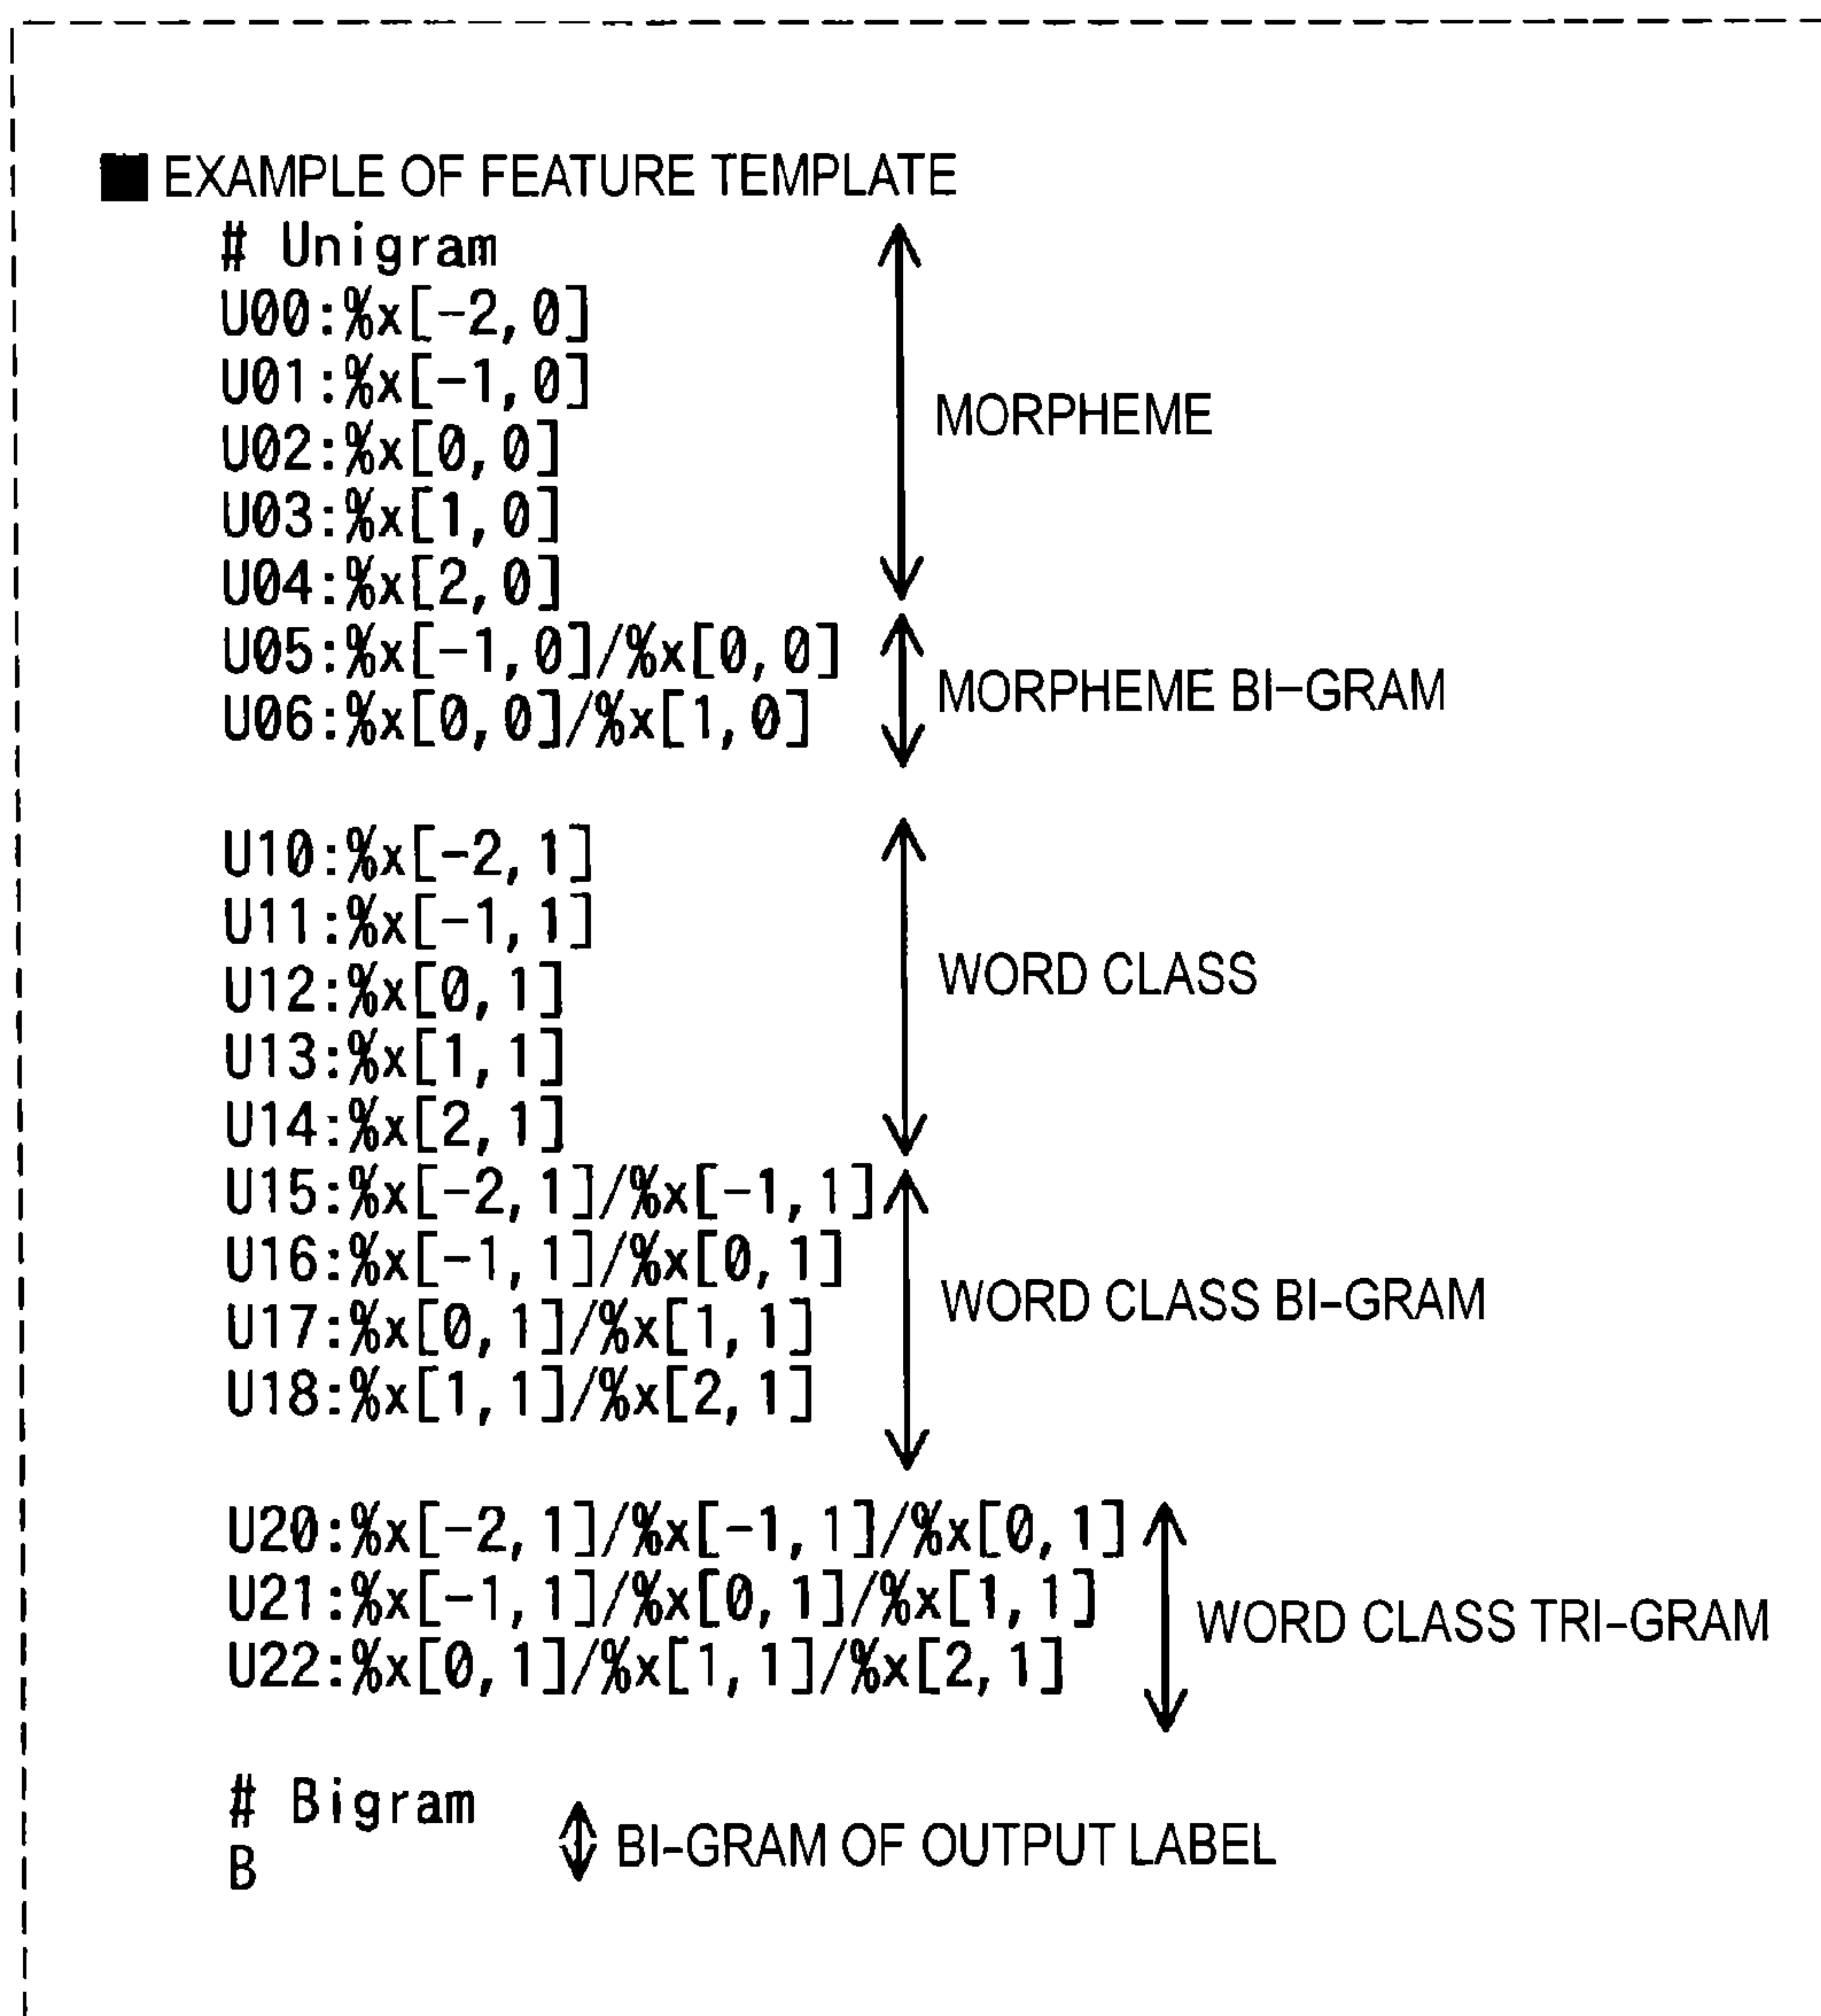 ■ EXAMPLE OF FEATURE TEMPLATE
# Unigram
U00:%x[-2,0]
U01:%x[-1,0]
U02:%x[0,0]
U03:%x[1,0]
U04:%x[2,0]
MORPHEME
U05:%x[-1,0]/%x[0,0]
U06:%x[0,0]/%x[1,0]
MORPHEME BI-GRAM
U10:%x[-2,1]
U11:%x[-1,1]
U12:%x[0,1]
U13:%x[1,1]
U14:%x[2,1]
WORD CLASS
U15:%x[-2,1]/%x[-1,1]
U16:%x[-1,1]/%x[0,1]
U17:%x[0,1]/%x[1,1]
U18:%x[1,1]/%x[2,1]
WORD CLASS BI-GRAM
U20:%x[-2,1]/%x[-1,1]/%x[0,1]
U21:%x[-1,1]/%x[0,1]/%x[1,1]
U22:%x[0,1]/%x[1,1]/%x[2,1]
WORD CLASS TRI-GRAM
# Bigram
B
BI-GRAM OF OUTPUT LABEL